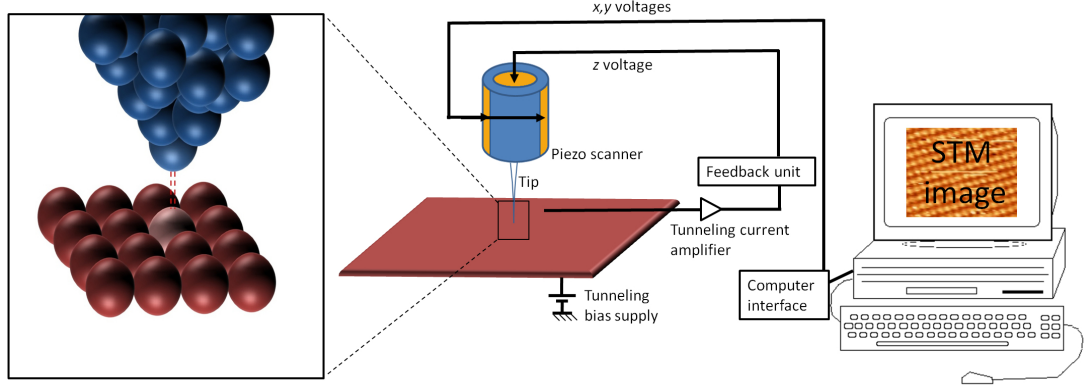 x,y voltages
z voltage
Piezo scanner
Tip
Feedback unit
Tunneling current
amplifier
Tunneling
bias supply
Computer
interface
STM
image